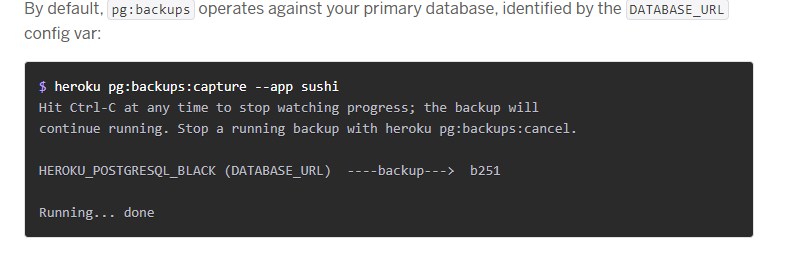 By default, pg:backups operates against your primary database, identified by the DATABASE_URL
config var:
$ heroku pg:backups:capture --app sushi
Hit Ctrl-C at any time to stop watching progress; the backup will
continue running. Stop a running backup with heroku pg:backups:cancel.
HEROKU_POSTGRESQL_BLACK (DATABASE_URL)  ----backup--->  b251
Running... done